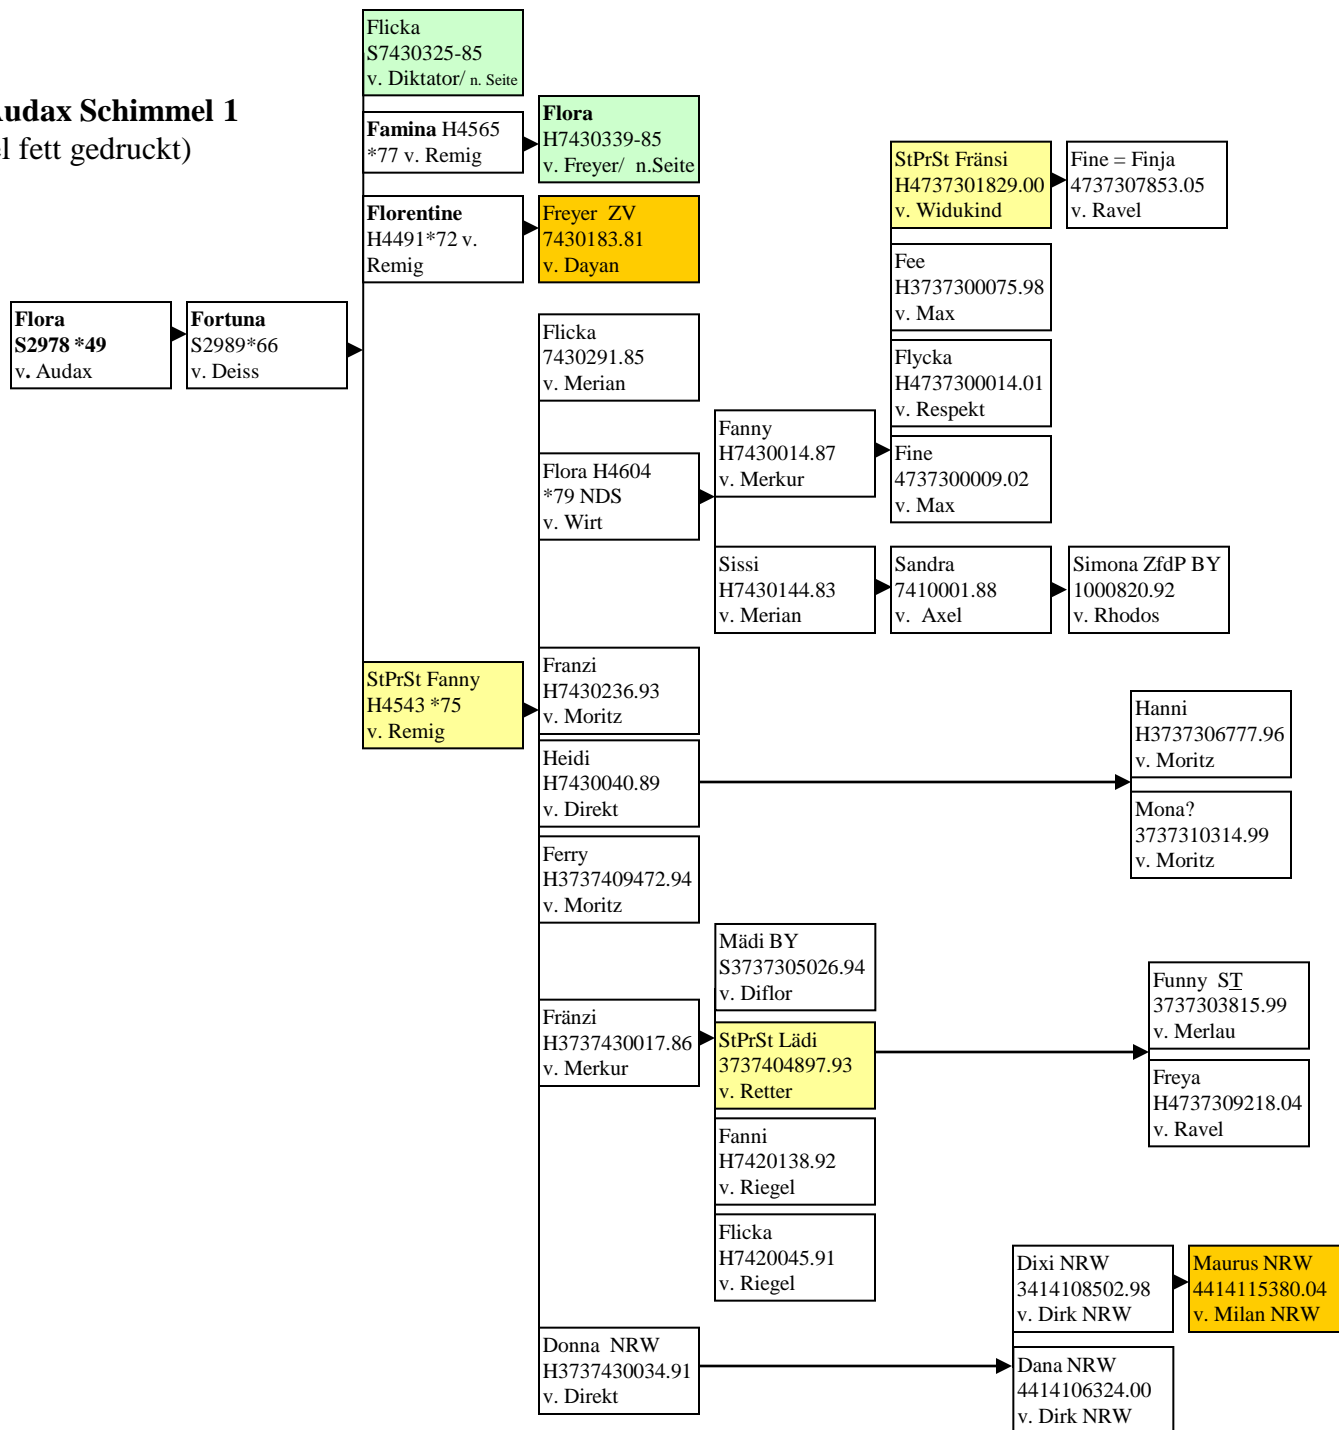 Audax Schimmel 1
l fett gedruckt)
Flora
S2978 *49
v. Audax
Fortuna
S2989*66
v. Deiss
Flicka
S7430325-85
v. Diktator/ n. Seite
Famina H4565
*77 v. Remig
Florentine
H4491*72 v.
Remig
StPrSt Fanny
H4543 *75
v. Remig
Flora
H7430339-85
v. Freyer/ n.Seite
Freyer ZV
7430183.81
v. Dayan
Flicka
7430291.85
v. Merian
Flora H4604
*79 NDS
v. Wirt
Franzi
H7430236.93
v. Moritz
Heidi
H7430040.89
v. Direkt
Ferry
H3737409472.94
v. Moritz
Fränzi
H3737430017.86
v. Merkur
Donna NRW
H3737430034.91
v. Direkt
Fanny
H7430014.87
v. Merkur
Sissi
H7430144.83
v. Merian
Mädi BY
S3737305026.94
v. Diflor
StPrSt Lädi
3737404897.93
v. Retter
Fanni
H7420138.92
v. Riegel
Flicka
H7420045.91
v. Riegel
StPrSt Fränsi
H4737301829.00
v. Widukind
Fee
H3737300075.98
v. Max
Flycka
H4737300014.01
v. Respekt
Fine
4737300009.02
v. Max
Sandra
7410001.88
v. Axel
Fine = Finja
4737307853.05
v. Ravel
Simona ZfdP BY
1000820.92
v. Rhodos
Hanni
H3737306777.96
v. Moritz
Mona?
3737310314.99
v. Moritz
Funny ST
3737303815.99
v. Merlau
Freya
H4737309218.04
v. Ravel
Dixi NRW
3414108502.98
v. Dirk NRW
Dana NRW
4414106324.00
v. Dirk NRW
Maurus NRW
4414115380.04
v. Milan NRW